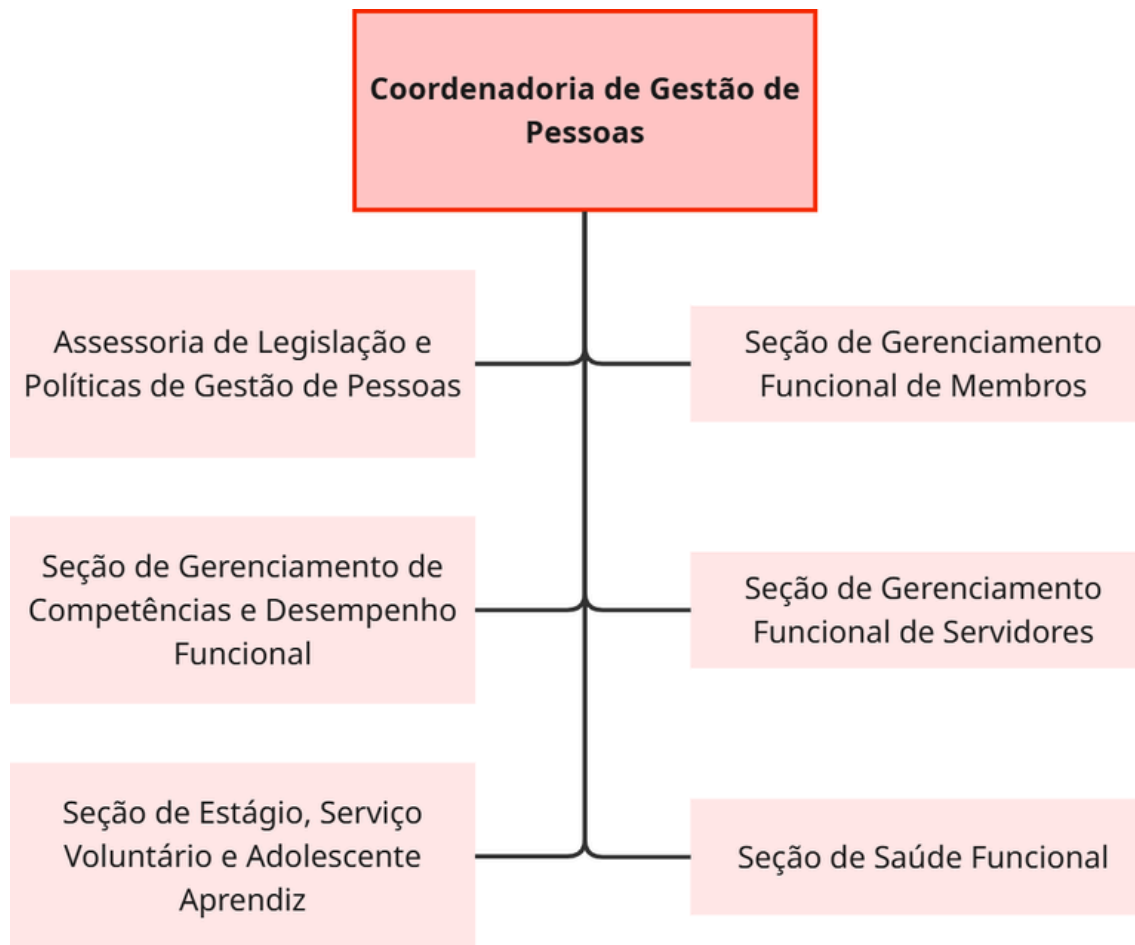 Coordenadoria de Gestão de
Pessoas
Assessoria de Legislação e
Políticas de Gestão de Pessoas
Seção de Gerenciamento
Funcional de Membros
Seção de Gerenciamento de
Competências e Desempenho
Funcional
Seção de Gerenciamento
Funcional de Servidores
Seção de Estágio, Serviço
Voluntário e Adolescente
Aprendiz
Seção de Saúde Funcional